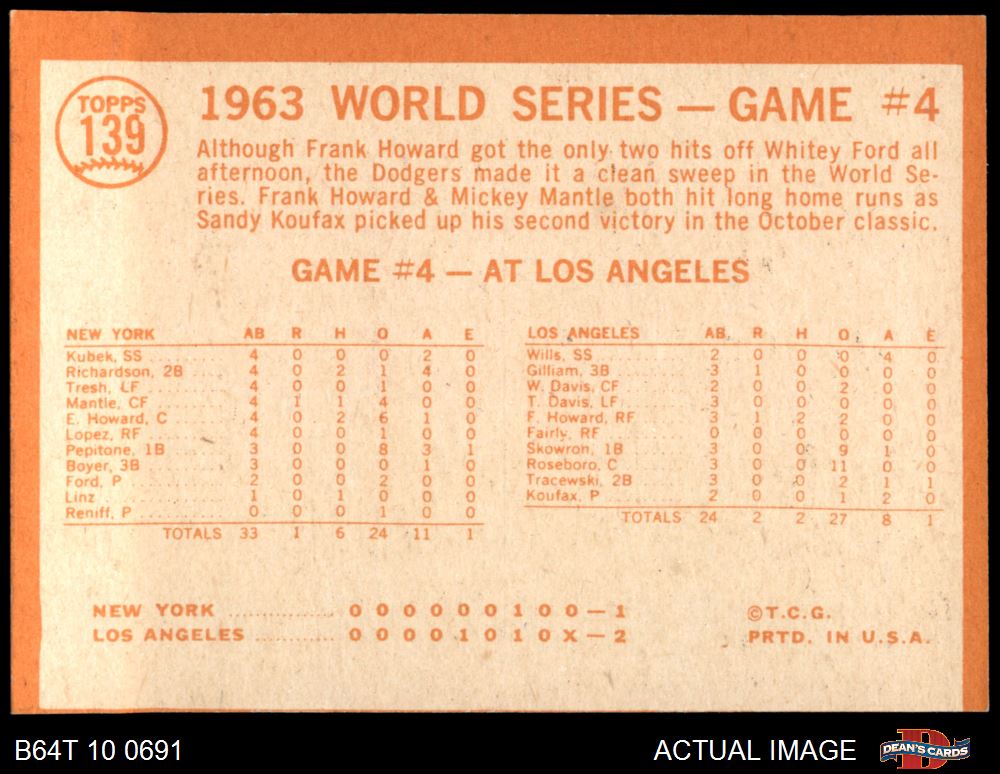 TOPPS
139
1963 WORLD SERIES — GAME #4
Although Frank Howard got the only two hits off Whitey Ford all
afternoon, the Dodgers made it a clean sweep in the World Se-
ries. Frank Howard & Mickey Mantle both hit long home runs as
Sandy Koufax picked up his second victory in the October classic.
GAME #4 — AT LOS ANGELES
NEW YORK AB R H O A E
Kubek, SS 4 0 0 0 2 0
Richardson, 2B 4 0 2 1 4 0
Tresh, LF 4 0 0 1 0 0
Mantle, CF 4 1 1 4 0 0
E. Howard, C 4 0 2 6 1 0
Lopez, RF 4 0 0 1 0 0
Pepitone, 1B 3 0 0 8 3 1
Boyer, 3B 3 0 0 0 1 0
Ford, P 2 0 0 2 0 0
Linz 1 0 1 0 0 0
Reniff, P 0 0 0 1 0 0
TOTALS 33 1 6 24 11 1
LOS ANGELES AB R H O A E
Wills, SS 2 0 0 0 4 0
Gilliam, 3B 3 1 0 0 0 0
W. Davis, CF 2 0 0 2 0 0
T. Davis, LF 3 0 0 0 0 0
F. Howard, RF 3 1 2 2 0 0
Fairly, RF 0 0 0 0 0 0
Skowron, 1B 3 0 0 9 1 0
Roseboro, C 3 0 0 11 0 0
Tracewski, 2B 3 0 0 2 1 1
Koufax, P 2 0 0 1 2 0
TOTALS 24 2 2 27 8 1
NEW YORK 0 0 0 0 0 0 1 0 0 — 1
LOS ANGELES 0 0 0 0 1 0 1 0 X — 2
© T.C.G.
PRTD. IN U.S.A.
B64T 10 0691
ACTUAL IMAGE
B
DEAN'S CARDS